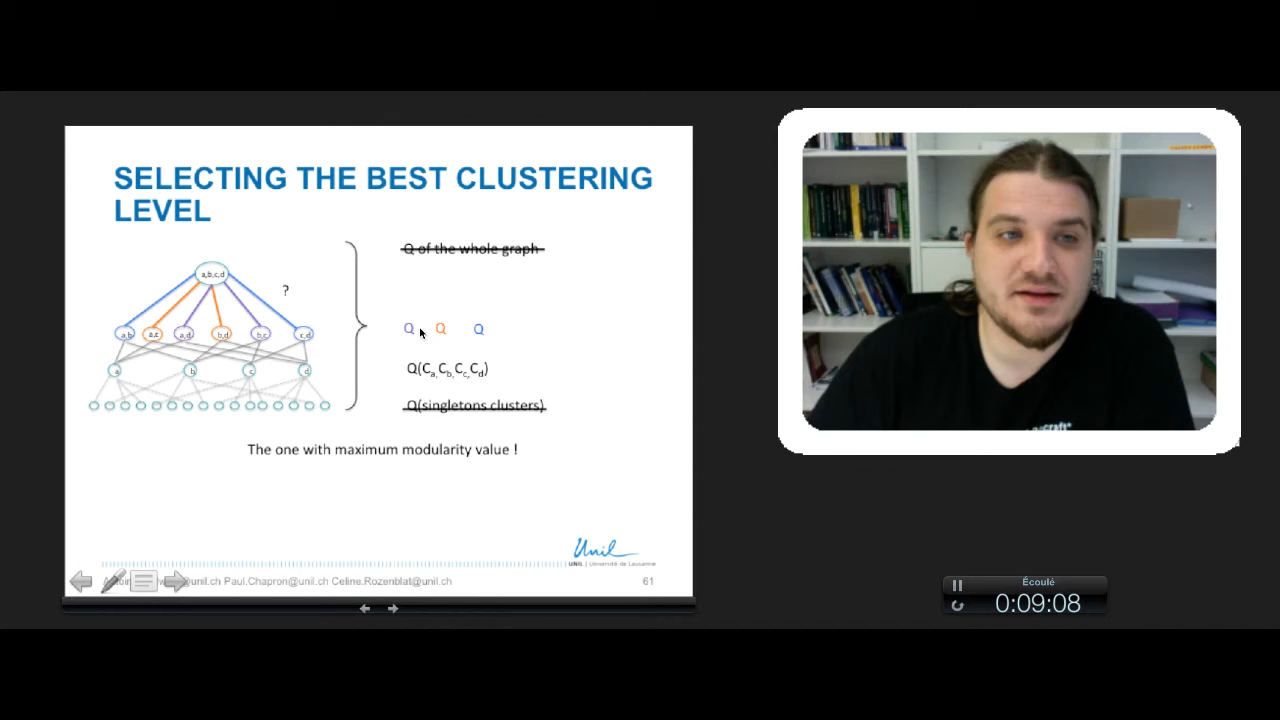 SELECTING THE BEST CLUSTERING
LEVEL
Q of the whole graph
a,b,c,d
?
a,b a,c a,d b,d b,c c,d
Q Q Q
a b c d
Q(Ca,Cb,Cc,Cd)
Q(singletons clusters)
The one with maximum modularity value !
Unil
UNIL | Université de Lausanne
@unil.ch Paul.Chapron@unil.ch Celine.Rozenblat@unil.ch
61
Écoulé
0:09:08